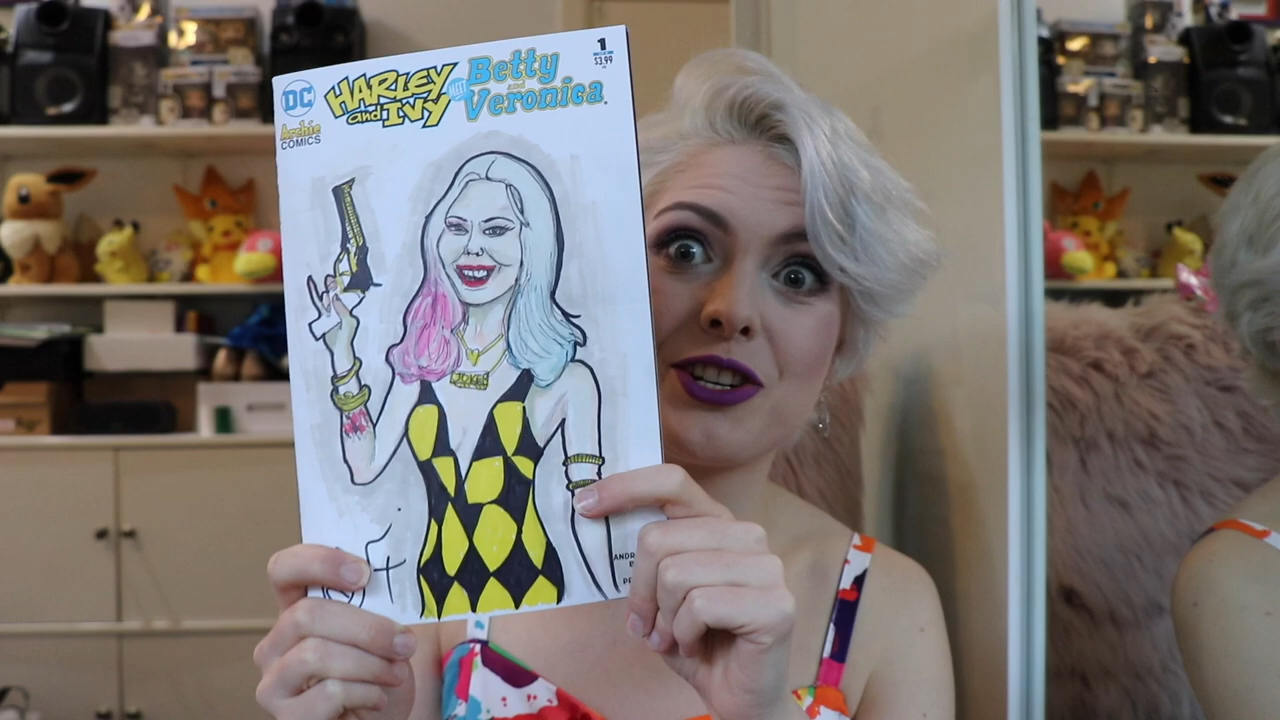 1
$3.99
DC
HARLEY
and IVY
MEET
Betty
and
Veronica
Archie
COMICS